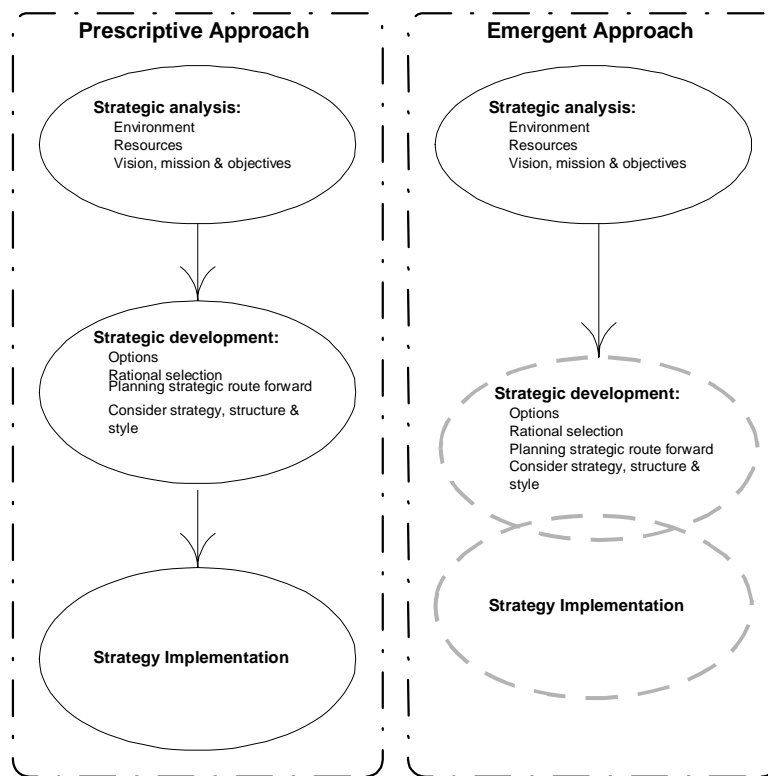 Prescriptive Approach
Strategic analysis:
Environment
Resources
Vision, mission & objectives
Strategic development:
Options
Rational selection
Planning strategic route forward
Consider strategy, structure &
style
Strategy Implementation
Emergent Approach
Strategic analysis:
Environment
Resources
Vision, mission & objectives
Strategic development:
Options
Rational selection
Planning strategic route forward
Consider strategy, structure &
style
Strategy Implementation